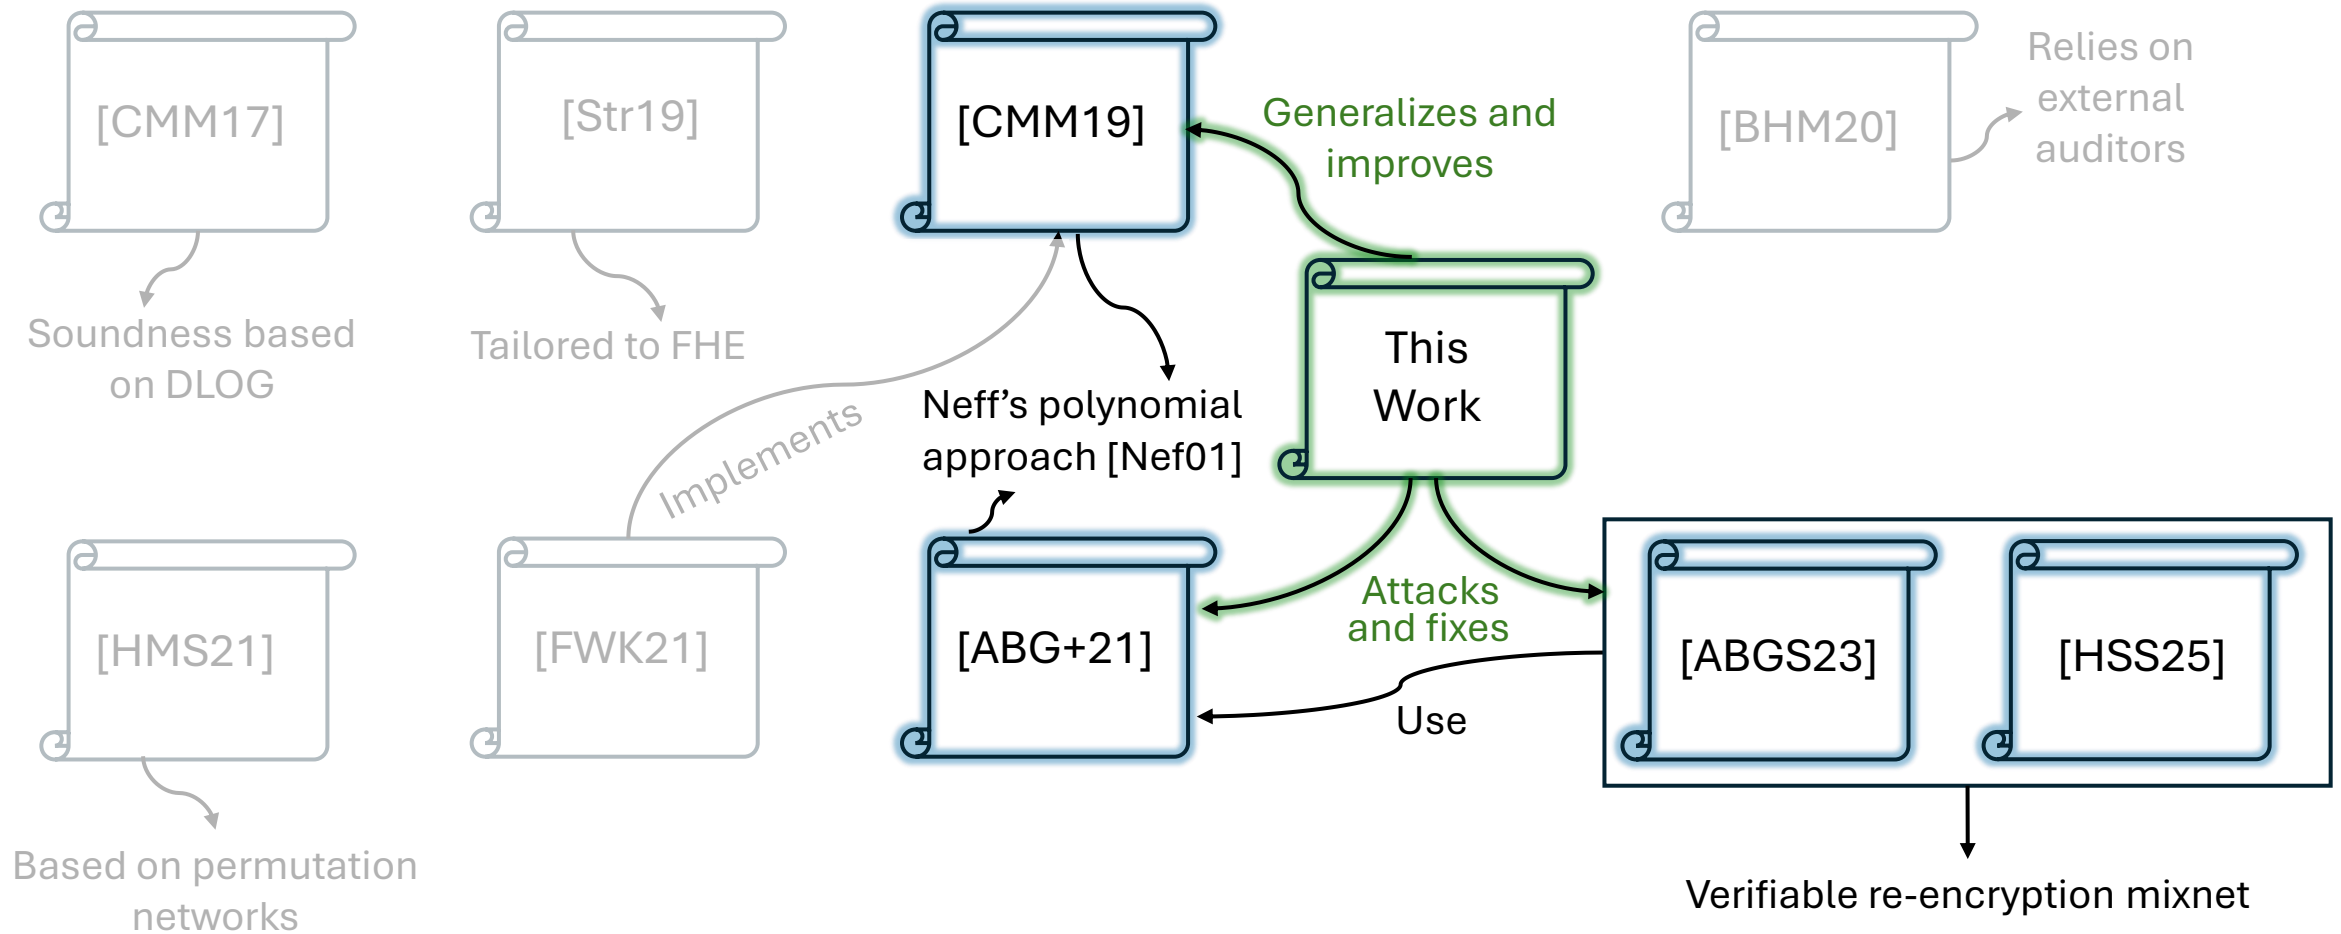 [CMM17]
[Str19]
[CMM19]
Generalizes and
improves
[BHM20]
Relies on
external
auditors
Soundness based
on DLOG
Tailored to FHE
Implements
Neff’s polynomial
approach [Nef01]
This
Work
[HMS21]
[FWK21]
[ABG+21]
Attacks
and fixes
Use
[ABGS23]
[HSS25]
Based on permutation
networks
Verifiable re-encryption mixnet